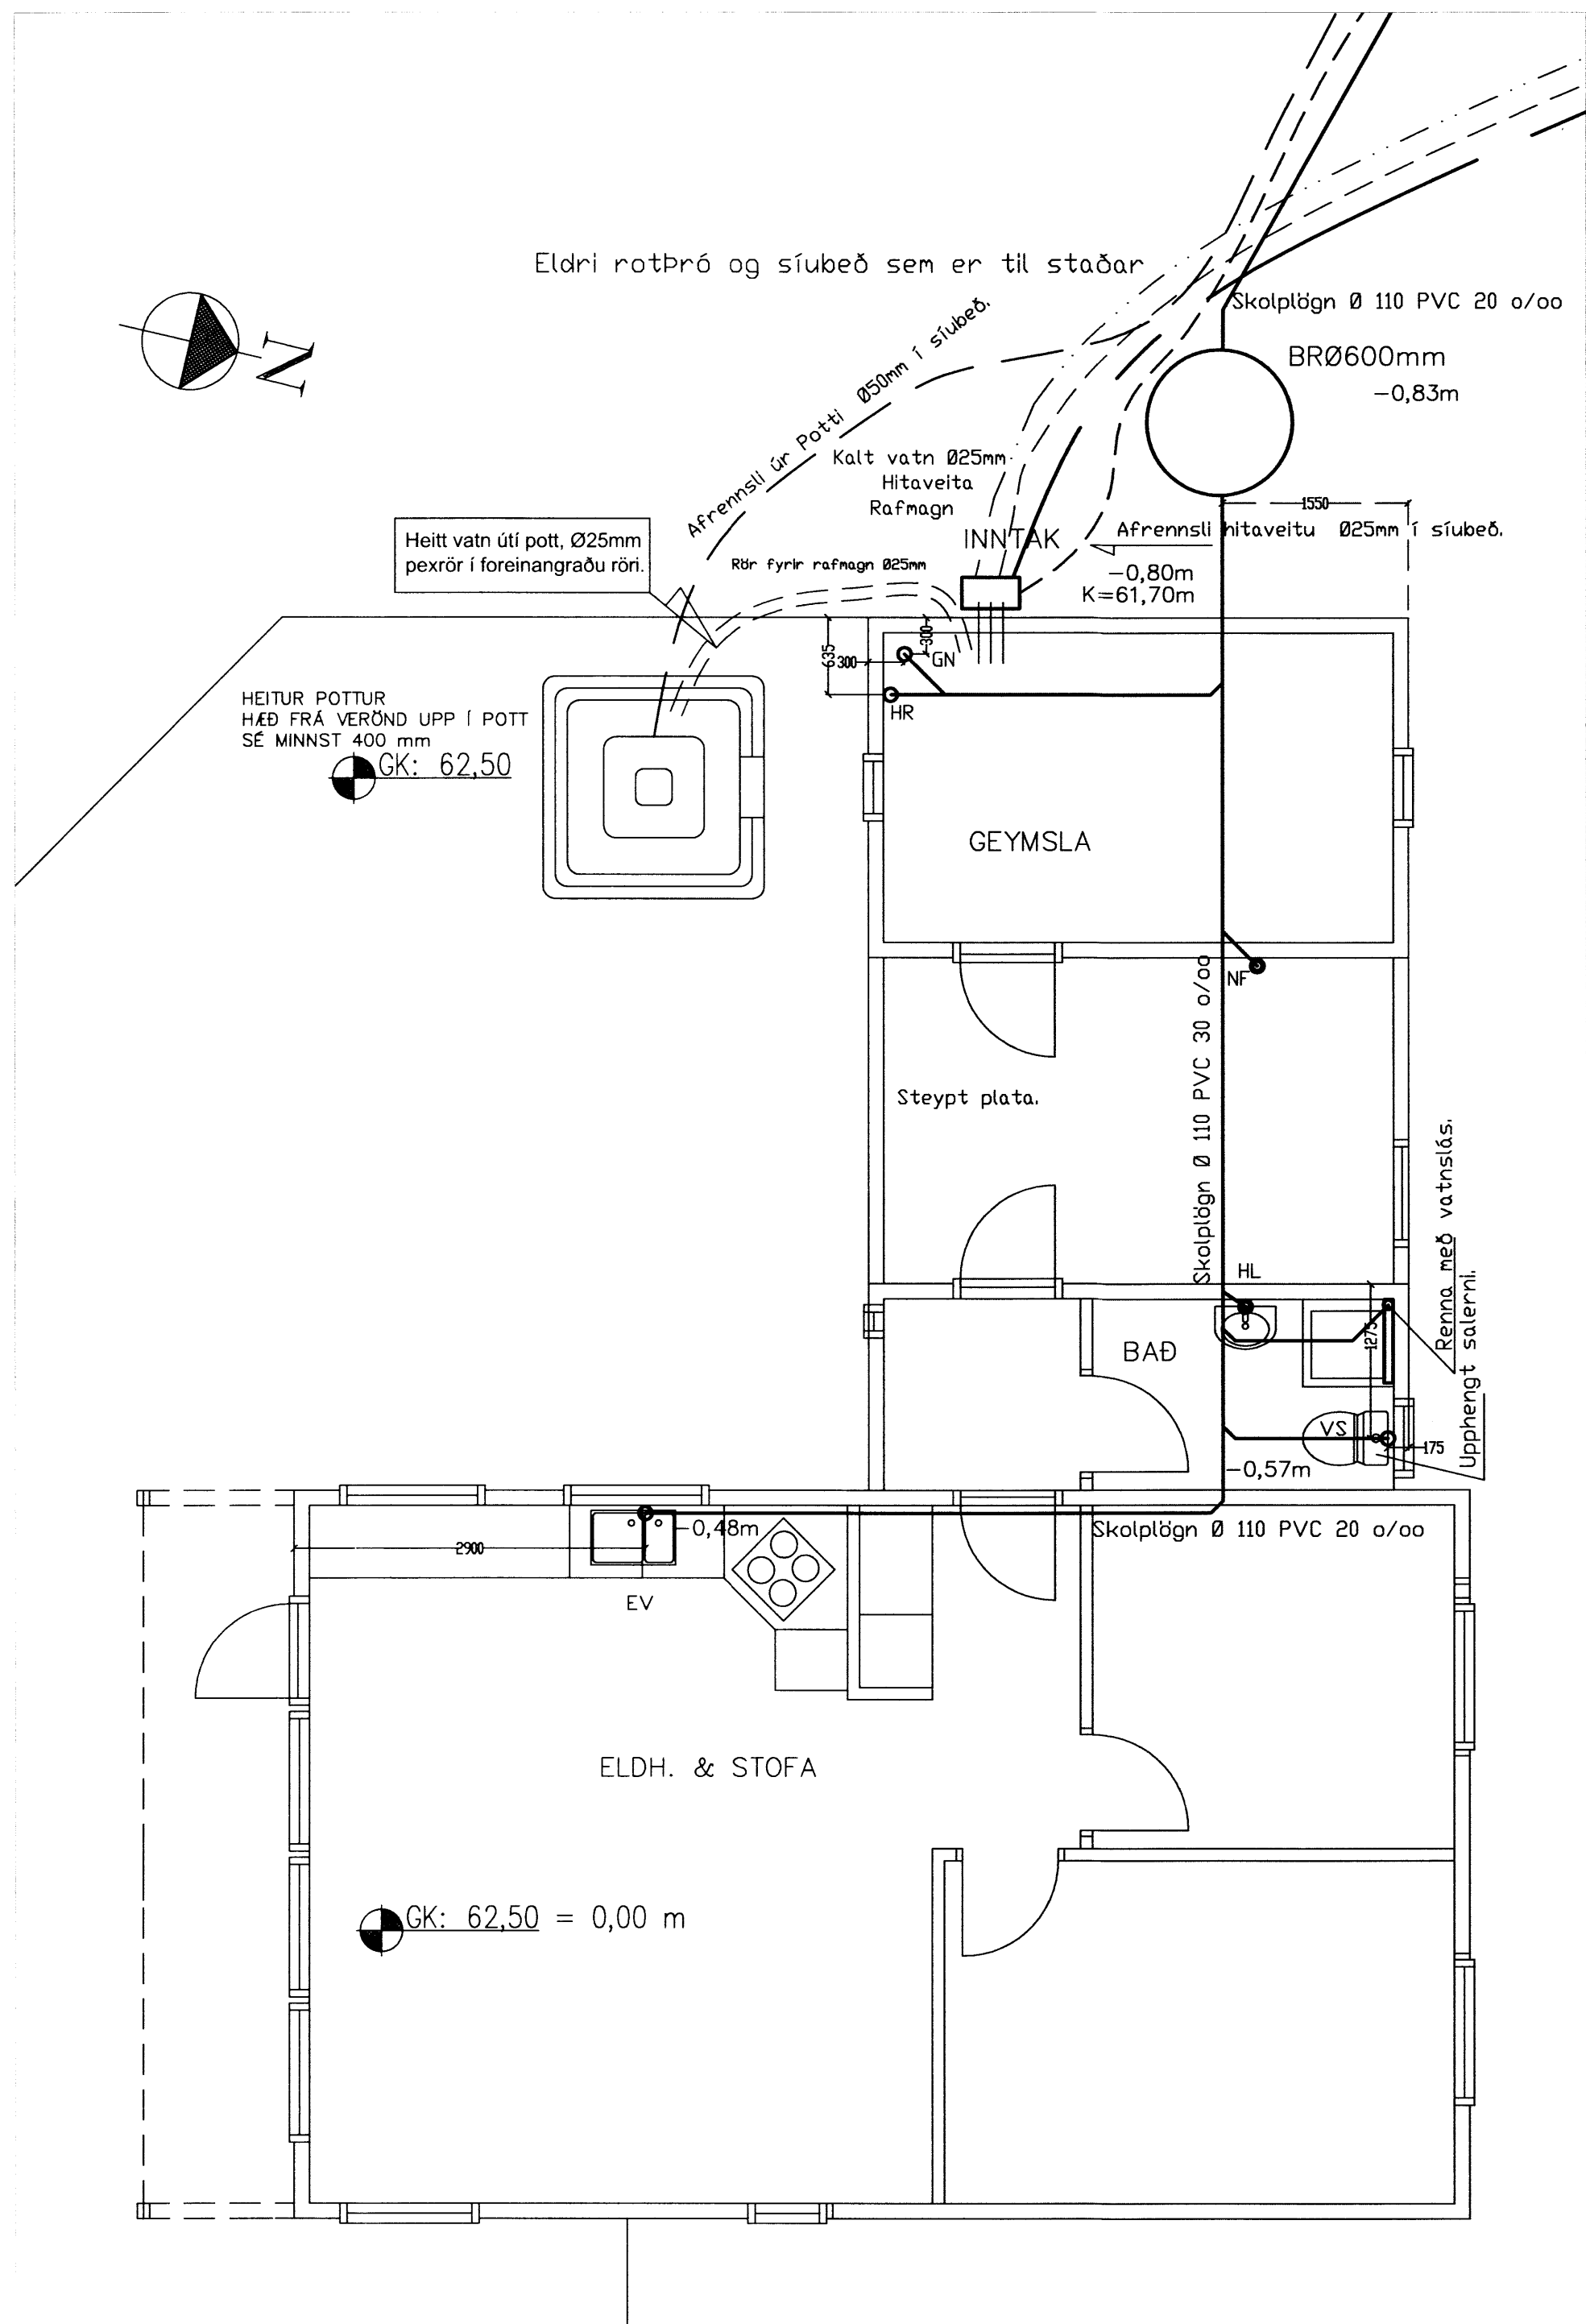 Eldri rotþró og síubeð sem er til staðar
Skolplögn Ø 110 PVC 20 o/oo
BRØ600mm
-0,83m
N
Afrennsli úr Potti Ø50mm í síubeð.
Kalt vatn Ø25mm
Hitaveita
Rafmagn
INNTAK
1550
Afrennsli hitaveitu Ø25mm í síubeð.
Heitt vatn útí pott, Ø25mm
pexrör í foreinangraðu röri.
Rör fyrir rafmagn Ø25mm
-0,80m
K=61,70m
635
300
300
GN
HR
HEITUR POTTUR
HÆÐ FRÁ VERÖND UPP Í POTT
SÉ MINNST 400 mm
GK: 62,50
GEYMSLA
NF
Skolplögn Ø 110 PVC 30 o/oo
Steypt plata.
Renna með vatnslás.
Upphengt salerni.
HL
1275
BAÐ
VS
175
-0,57m
-0,48m
Skolplögn Ø 110 PVC 20 o/oo
2900
EV
ELDH. & STOFA
GK: 62,50 = 0,00 m